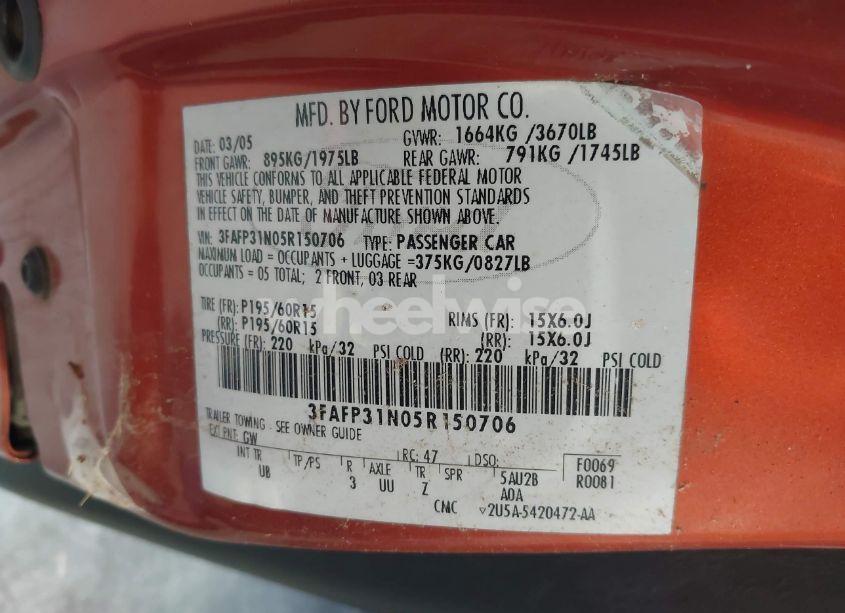 MFD. BY FORD MOTOR CO.
DATE: 03/05 GVWR: 1664KG /3670LB
FRONT GAWR: 895KG/1975LB REAR GAWR: 791KG /1745LB
THIS VEHICLE CONFORMS TO ALL APPLICABLE FEDERAL MOTOR
VEHICLE SAFETY, BUMPER, AND THEFT PREVENTION STANDARDS
IN EFFECT ON THE DATE OF MANUFACTURE SHOWN ABOVE.
VIN: 3FAFP31N05R150706 TYPE: PASSENGER CAR
MAXIMUM LOAD = OCCUPANTS + LUGGAGE =375KG/0827LB
OCCUPANTS = 05 TOTAL; 2 FRONT, 03 REAR
wheelwise
TIRE (FR): P195/60R15 RIMS (FR): 15X6.0J
(RR): P195/60R15 (RR): 15X6.0J
PRESSURE (FR): 220 kPa/32 PSI COLD (RR): 220 kPa/32 PSI COLD
3FAFP31N05R150706
TRAILER TOWING - SEE OWNER GUIDE
EXT PNT: GW RC: 47 DSO: F0069
INT TR TP/PS R AXLE TR SPR 5AU2B R0081
UB 3 UU Z A0A
CMC 2U5A-5420472-AA